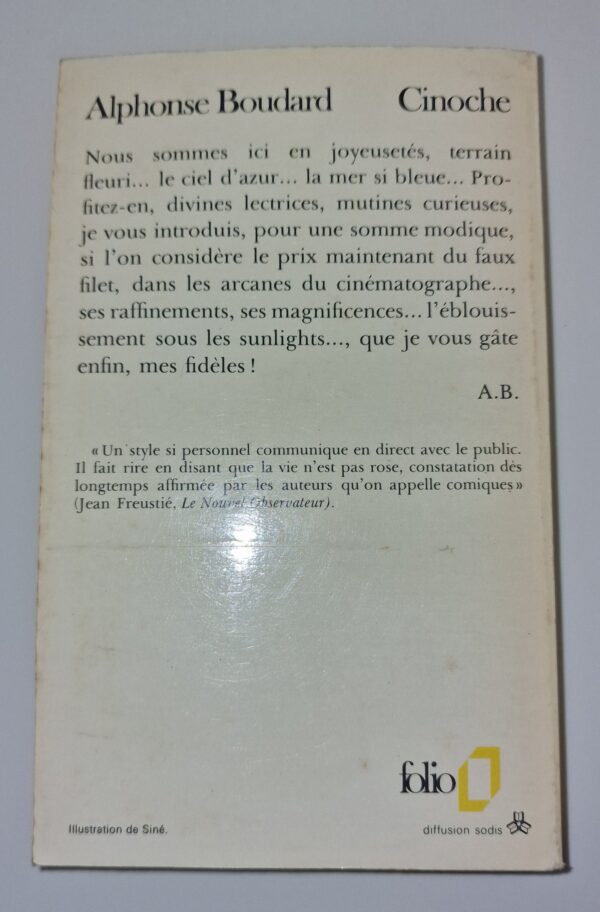 Alphonse Boudard Cinoche
Nous sommes ici en joyeusetés, terrain
fleuri... le ciel d'azur... la mer si bleue... Pro-
fitez-en, divines lectrices, mutines curieuses,
je vous introduis, pour une somme modique,
si l'on considère le prix maintenant du faux
filet, dans les arcanes du cinématographe...,
ses raffinements, ses magnificences... l'éblouis-
sement sous les sunlights..., que je vous gâte
enfin, mes fidèles !
A.B.
« Un style si personnel communique en direct avec le public.
Il fait rire en disant que la vie n'est pas rose, constatation dès
longtemps affirmée par les auteurs qu'on appelle comiques »
(Jean Freustié, Le Nouvel Observateur).
folio
Illustration de Siné.
diffusion sodis